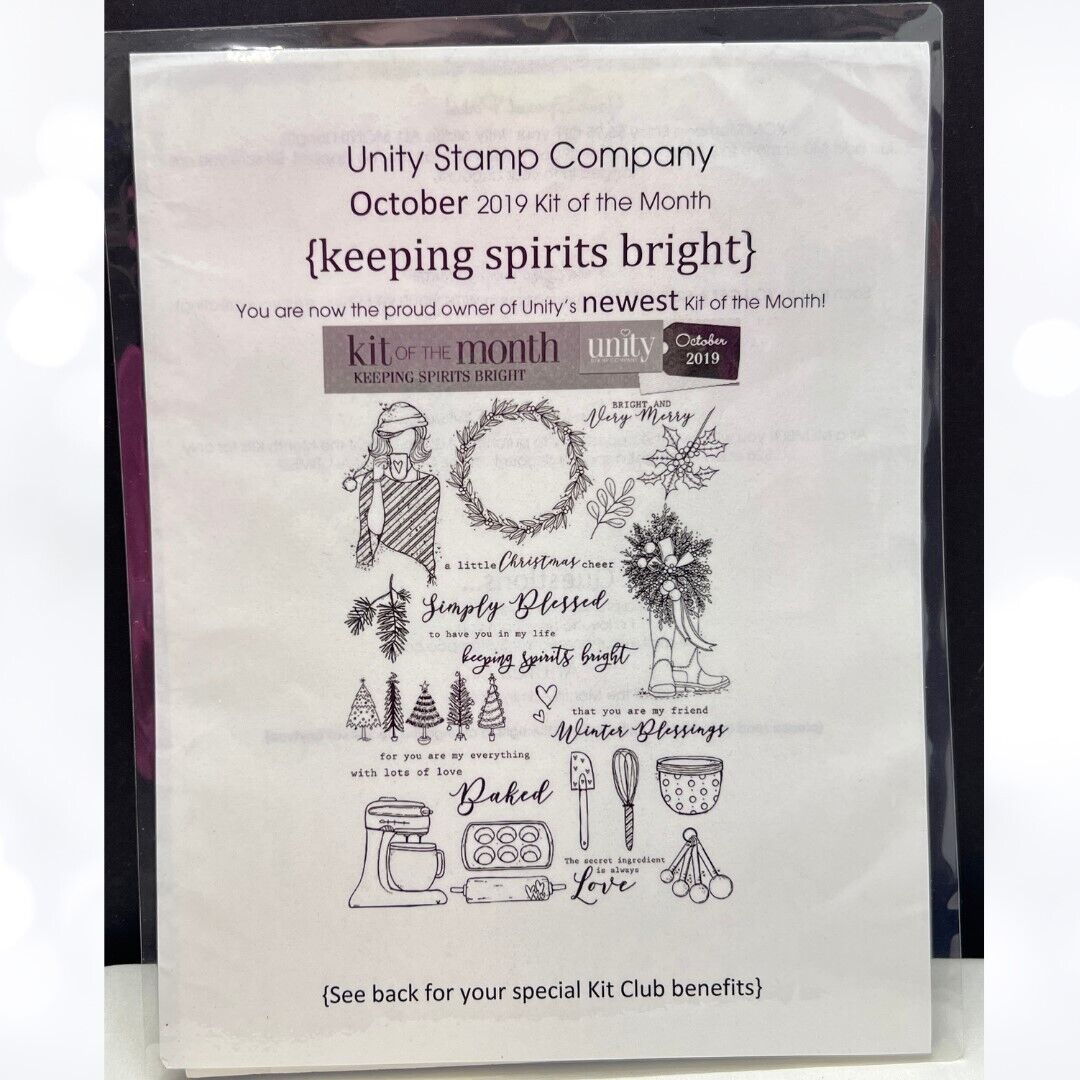 Unity Stamp Company
October 2019 Kit of the Month
{keeping spirits bright}
You are now the proud owner of Unity's newest Kit of the Month!
kit OF THE month
KEEPING SPIRITS BRIGHT
unity
October
2019
BRIGHT AND
Very Merry
a little Christmas cheer
Simply Blessed
to have you in my life
keeping spirits bright
that you are my friend
Winter Blessings
for you are my everything
with lots of love
Baked
The secret ingredient
is always
Love
{See back for your special Kit Club benefits}